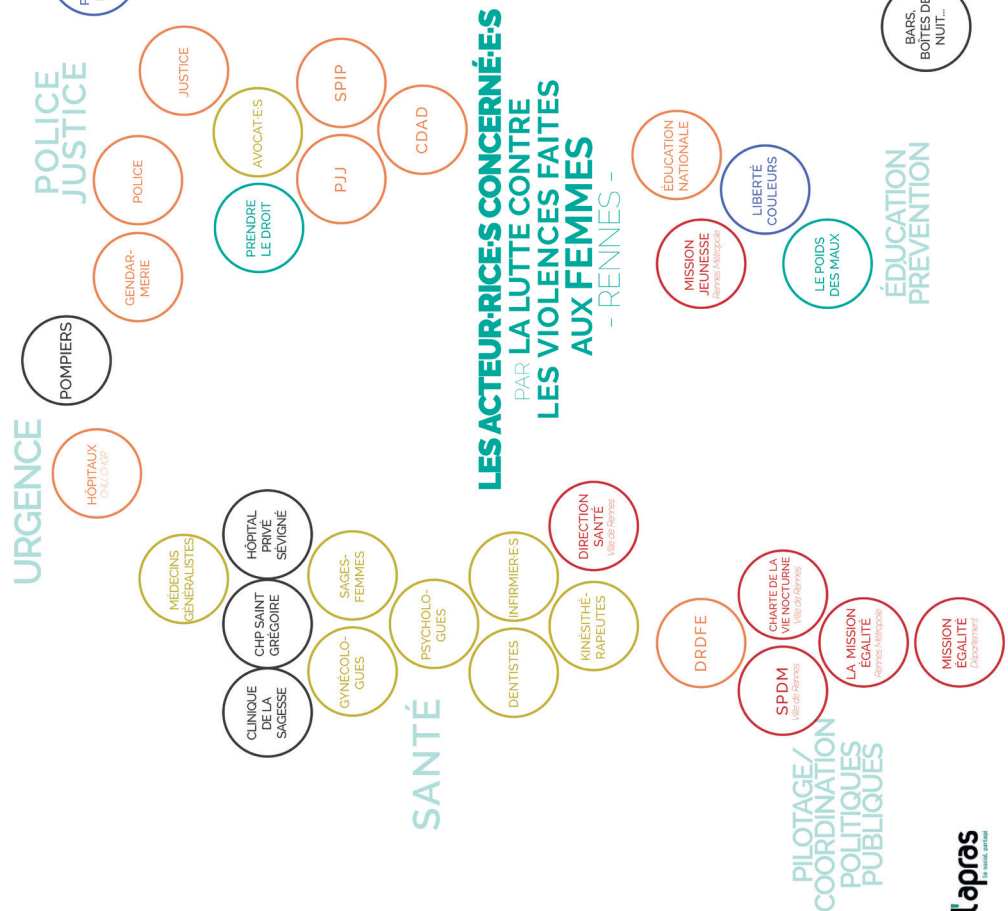 URGENCE
HÔPITAUX
CHU, CHGR
POMPIERS
POLICE
JUSTICE
GENDAR-
MERIE
POLICE
JUSTICE
PRENDRE
LE DROIT
AVOCAT·E·S
PJJ
SPIP
CDAD
MÉDECINS
GÉNÉRALISTES
CLINIQUE
DE LA
SAGESSE
CHP SAINT
GRÉGOIRE
HÔPITAL
PRIVÉ
SÉVIGNÉ
GYNÉCOLO-
GUES
SAGES-
FEMMES
PSYCHOLO-
GUES
DENTISTES
INFIRMIER·E·S
KINÉSITHÉ-
RAPEUTES
DIRECTION
SANTÉ
Ville de Rennes
SANTÉ
LES ACTEUR·RICE·S CONCERNÉ·E·S
PAR LA LUTTE CONTRE
LES VIOLENCES FAITES
AUX FEMMES
- RENNES -
DRDFE
SPDM
Ville de Rennes
CHARTE DE LA
VIE NOCTURNE
Ville de Rennes
LA MISSION
ÉGALITÉ
Rennes Métropole
MISSION
ÉGALITÉ
Département
PILOTAGE/
COORDINATION
POLITIQUES
PUBLIQUES
MISSION
JEUNESSE
Rennes Métropole
ÉDUCATION
NATIONALE
LIBERTÉ
COULEURS
LE POIDS
DES MAUX
ÉDUCATION
PRÉVENTION
BARS,
BOÎTES DE
NUIT...
l'apras
le social, partagé